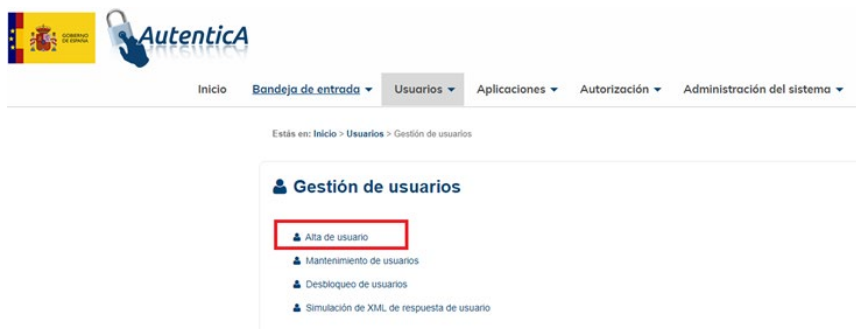 GOBIERNO
DE ESPAÑA
AutenticA
Inicio Bandeja de entrada Usuarios Aplicaciones Autorización Administración del sistema
Estás en: Inicio > Usuarios > Gestión de usuarios
Gestión de usuarios
Alta de usuario
Mantenimiento de usuarios
Desbloqueo de usuarios
Simulación de XML de respuesta de usuario